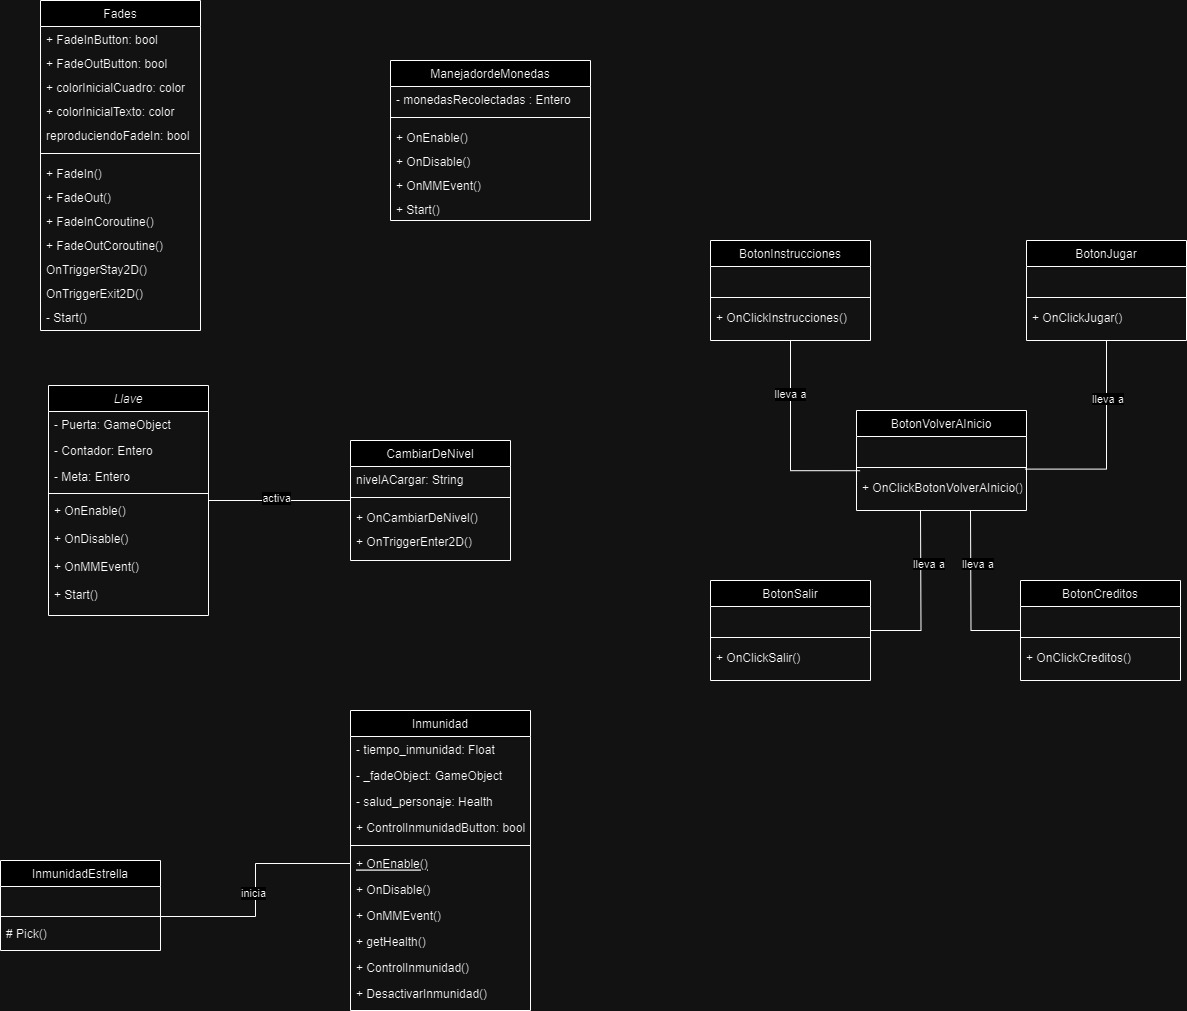 Fades
+ FadeInButton: bool
+ FadeOutButton: bool
+ colorInicialCuadro: color
+ colorInicialTexto: color
reproduciendoFadeIn: bool
+ FadeIn()
+ FadeOut()
+ FadeInCoroutine()
+ FadeOutCoroutine()
OnTriggerStay2D()
OnTriggerExit2D()
- Start()
ManejadordeMonedas
- monedasRecolectadas : Entero
+ OnEnable()
+ OnDisable()
+ OnMMEvent()
+ Start()
BotonInstrucciones
+ OnClickInstrucciones()
BotonJugar
+ OnClickJugar()
lleva a
lleva a
BotonVolverAInicio
+ OnClickBotonVolverAInicio()
lleva a
lleva a
BotonSalir
+ OnClickSalir()
BotonCreditos
+ OnClickCreditos()
Llave
- Puerta: GameObject
- Contador: Entero
- Meta: Entero
+ OnEnable()
+ OnDisable()
+ OnMMEvent()
+ Start()
activa
CambiarDeNivel
nivelACargar: String
+ OnCambiarDeNivel()
+ OnTriggerEnter2D()
Inmunidad
- tiempo_inmunidad: Float
- _fadeObject: GameObject
- salud_personaje: Health
+ ControlInmunidadButton: bool
+ OnEnable()
+ OnDisable()
+ OnMMEvent()
+ getHealth()
+ ControlInmunidad()
+ DesactivarInmunidad()
inicia
InmunidadEstrella
# Pick()